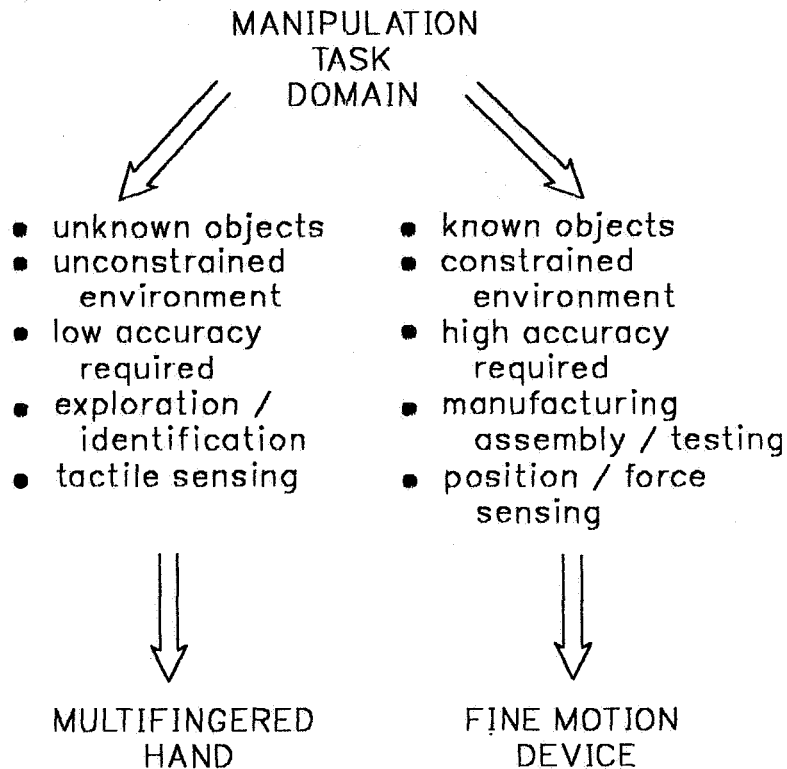 MANIPULATION
TASK
DOMAIN
• unknown objects
• unconstrained
environment
• low accuracy
required
• exploration /
identification
• tactile sensing
• known objects
• constrained
environment
• high accuracy
required
• manufacturing
assembly / testing
• position / force
sensing
MULTIFINGERED
HAND
FINE MOTION
DEVICE